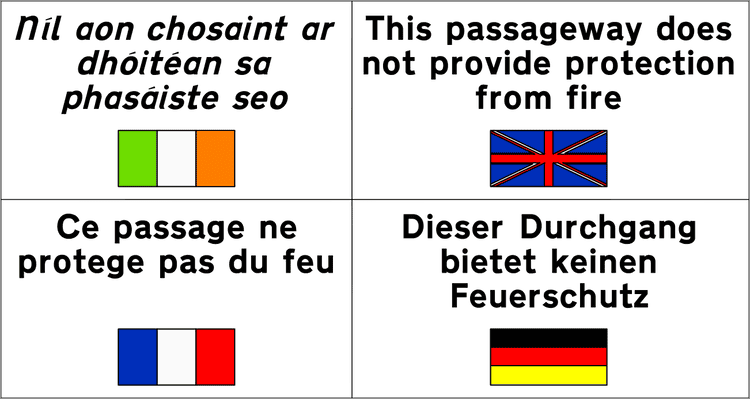 Níl aon chosaint ar
dhóitéan sa
phasáiste seo
This passageway does
not provide protection
from fire
Ce passage ne
protege pas du feu
Dieser Durchgang
bietet keinen
Feuerschutz